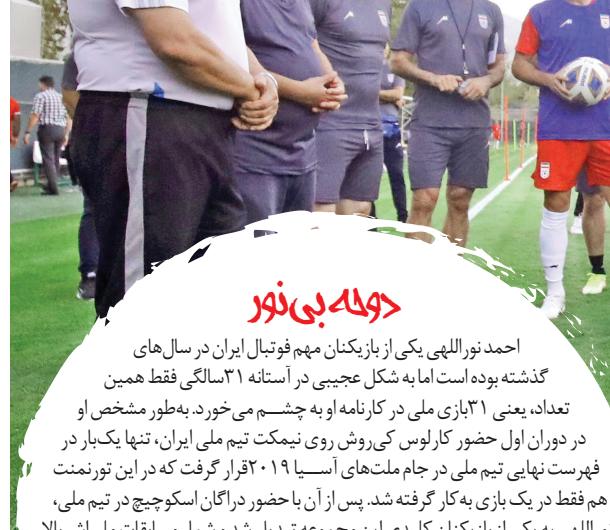 دوحه بی‌نور
احمد نوراللهی یکی از بازیکنان مهم فوتبال ایران در سال‌های
گذشته بوده است اما به شکل عجیبی در آستانه ۳۱سالگی فقط همین
تعداد، یعنی ۳۱بازی ملی در کارنامه او به چشـــم می‌خورد. به‌طور مشخص او
در دوران اول حضور کارلوس کی‌روش روی نیمکت تیم ملی ایران، تنها یک‌بار در
فهرست نهایی تیم ملی در جام ملت‌های آســـیا ۲۰۱۹قرار گرفت که در این تورنمنت
هم فقط در یک بازی به‌کار گرفته شد. پس از آن با حضور دراگان اسکوچیچ در تیم ملی،